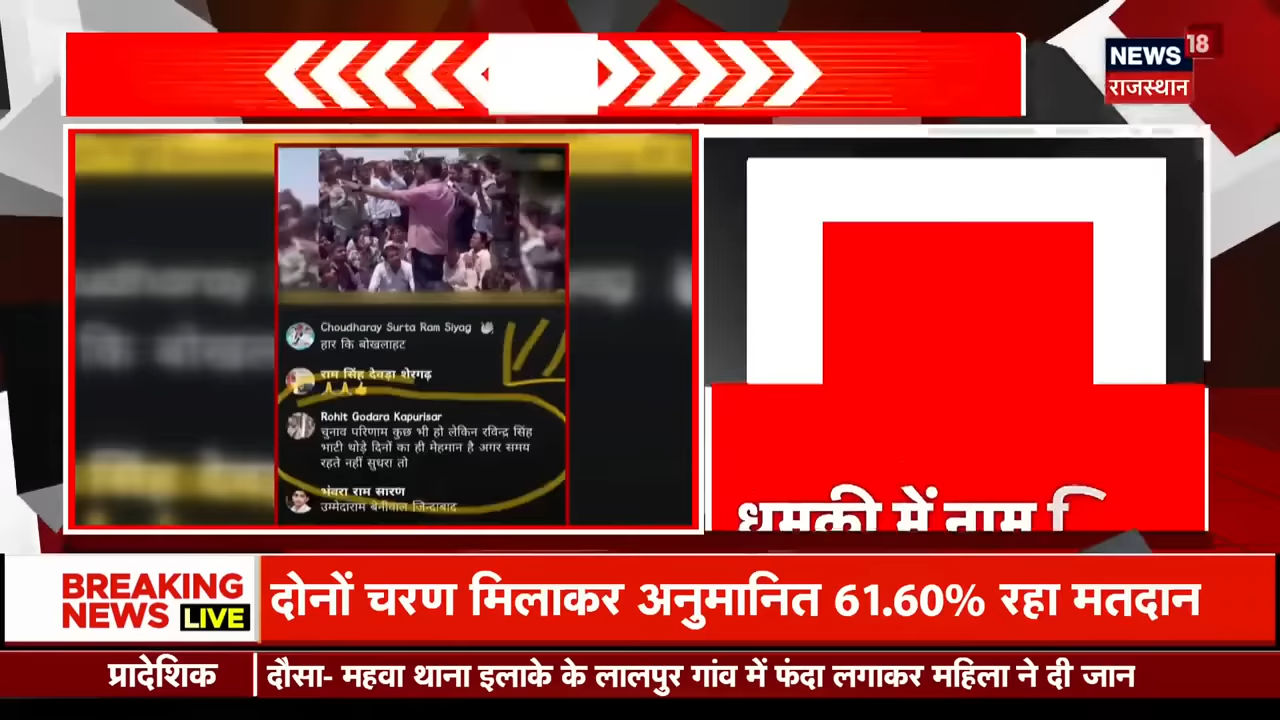 NEWS 18
राजस्थान
Choudharay Surta Ram Siyag
हार कि बोखलाहट
राम सिंह देवड़ा शेरगढ़
Rohit Godara Kapurisar
चुनाव परिणाम कुछ भी हो लेकिन रविन्द्र सिंह
भाटी थोड़े दिनों का ही मेहमान है अगर समय
रहते नहीं सुधरा तो
भंवरा राम सारण
उम्मेदाराम बेनीवाल जिन्दाबाद
धमकी में नाम
BREAKING
NEWS LIVE
दोनों चरण मिलाकर अनुमानित 61.60% रहा मतदान
प्रादेशिक
दौसा- महवा थाना इलाके के लालपुर गांव में फंदा लगाकर महिला ने दी जान